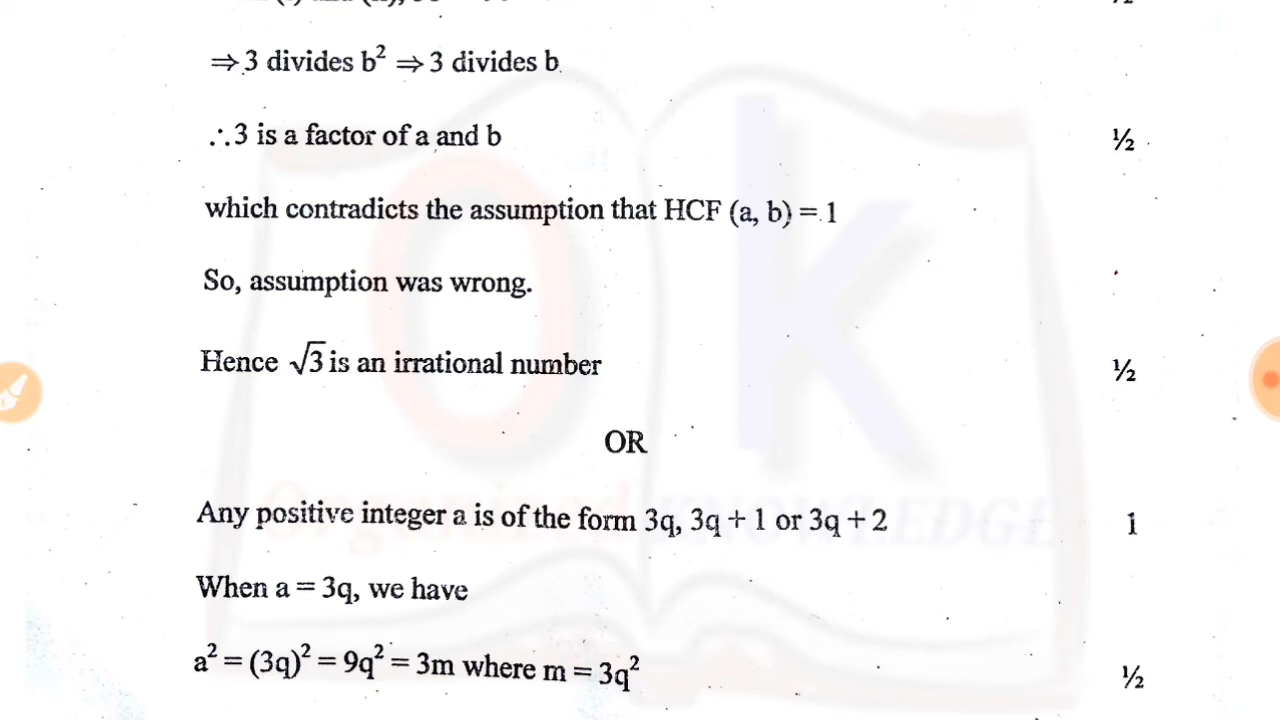 ⇒ 3 divides b² ⇒ 3 divides b
∴ 3 is a factor of a and b ½
which contradicts the assumption that HCF (a, b) = 1
So, assumption was wrong.
Hence √3 is an irrational number ½
OR
Any positive integer a is of the form 3q, 3q + 1 or 3q + 2 1
When a = 3q, we have
a² = (3q)² = 9q² = 3m where m = 3q² ½
ok
Organized KNOWLEDGE